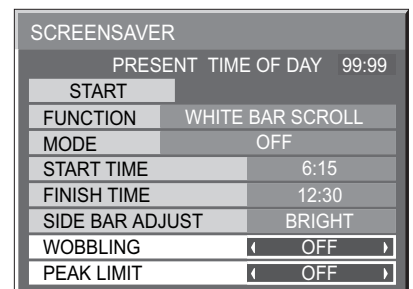 SCREENSAVER
PRESENT TIME OF DAY 99:99
START
FUNCTION WHITE BAR SCROLL
MODE OFF
START TIME 6:15
FINISH TIME 12:30
SIDE BAR ADJUST BRIGHT
WOBBLING OFF
PEAK LIMIT OFF